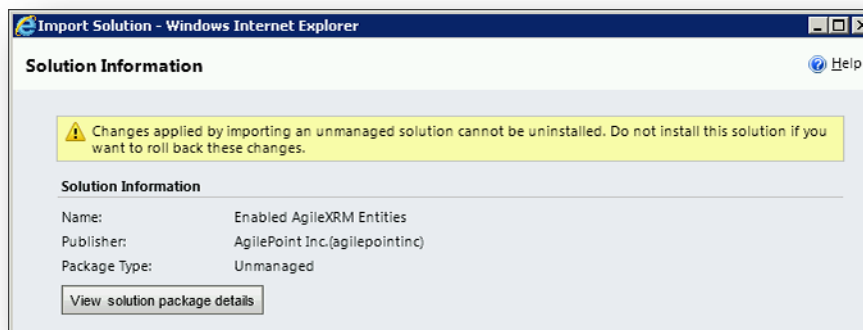 Import Solution - Windows Internet Explorer
Solution Information
Help
Changes applied by importing an unmanaged solution cannot be uninstalled. Do not install this solution if you
want to roll back these changes.
Solution Information
Name: Enabled AgileXRM Entities
Publisher: AgilePoint Inc.(agilepointinc)
Package Type: Unmanaged
View solution package details